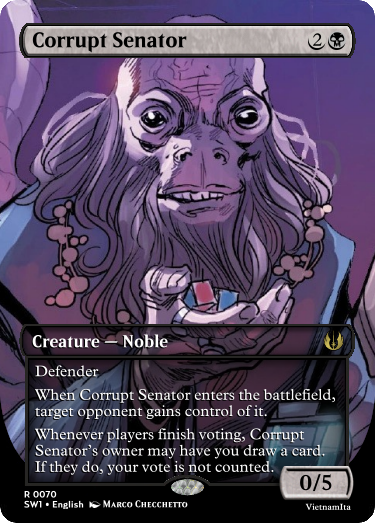 Corrupt Senator 2
Creature — Noble
Defender
When Corrupt Senator enters the battlefield,
target opponent gains control of it.
Whenever players finish voting, Corrupt
Senator's owner may have you draw a card.
If they do, your vote is not counted.
0/5
R 0070
SW1 • English Marco Checchetto
VietnamIta